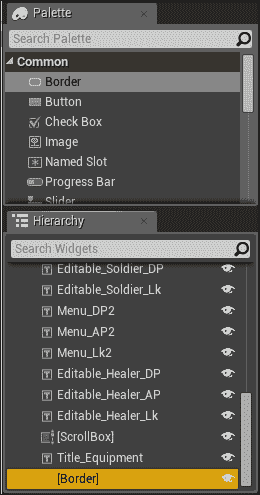 Palette
Search Palette
Common
Border
Button
Check Box
Image
Named Slot
Progress Bar
Slider
Hierarchy
Search Widgets
Editable_Soldier_DP
Editable_Soldier_Lk
Menu_DP2
Menu_AP2
Menu_Lk2
Editable_Healer_DP
Editable_Healer_AP
Editable_Healer_Lk
[ScrollBox]
Title_Equipment
[Border]